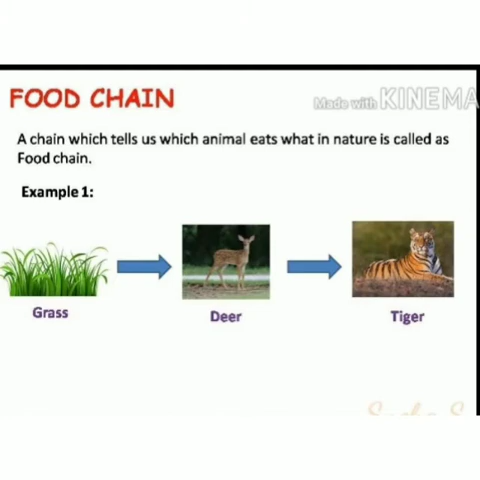 FOOD CHAIN
Made with KINEMA
A chain which tells us which animal eats what in nature is called as
Food chain.
Example 1:
Grass
Deer
Tiger